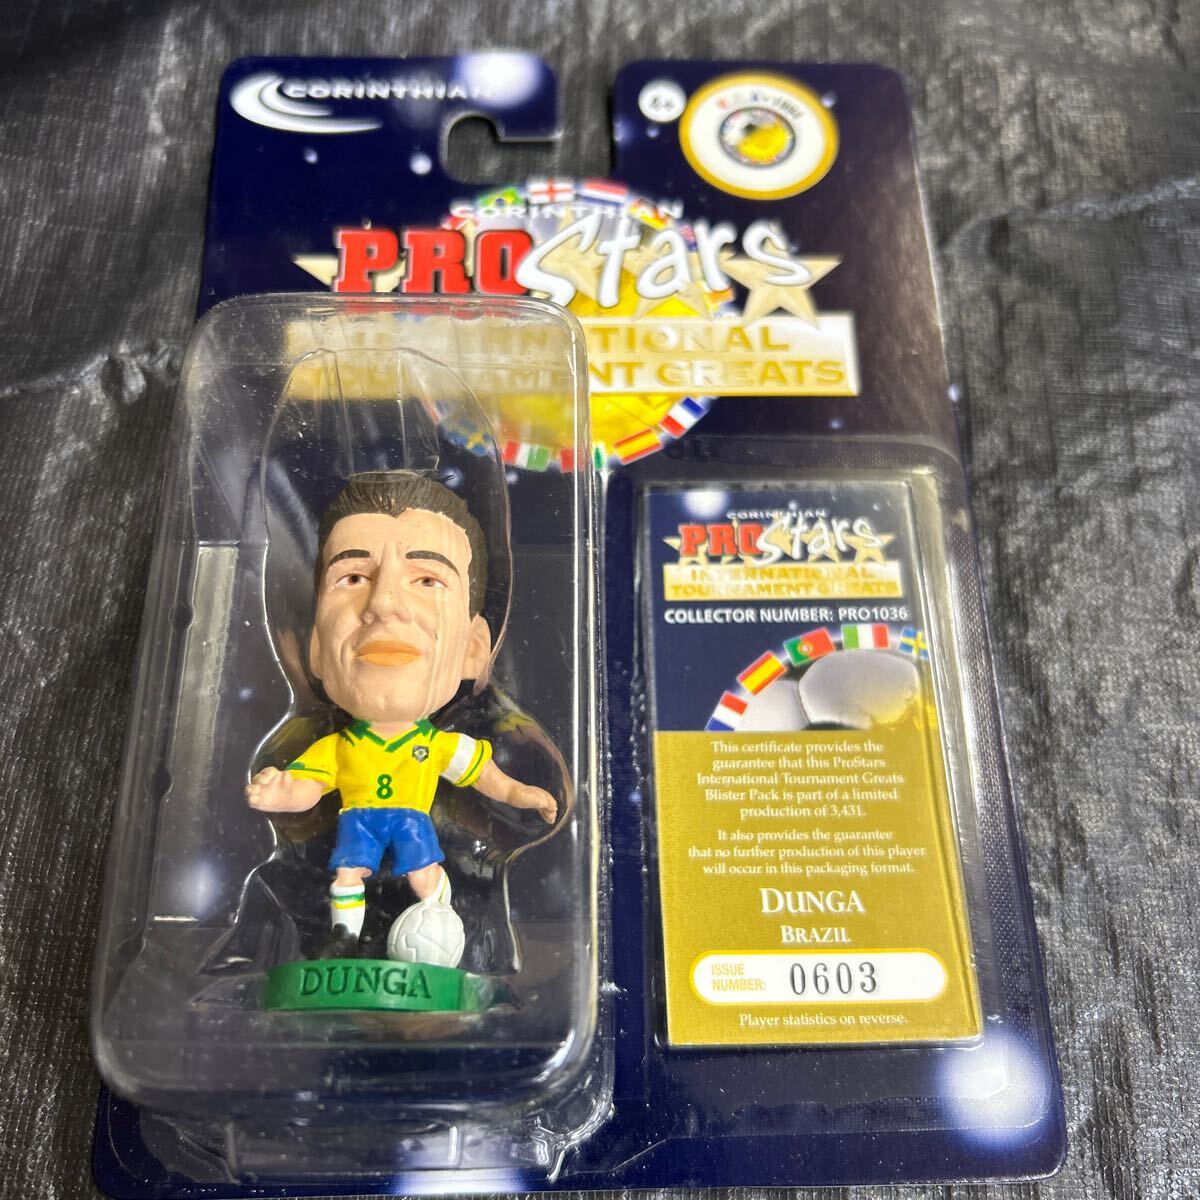 CORINTHIAN
4+
CORINTHIAN
PROStars
INTERNATIONAL
TOURNAMENT GREATS
CORINTHIAN
PROStars
INTERNATIONAL
TOURNAMENT GREATS
COLLECTOR NUMBER: PRO1036
This certificate provides the
guarantee that this ProStars
International Tournament Greats
Blister Pack is part of a limited
production of 3,431.
It also provides the guarantee
that no further production of this player
will occur in this packaging format.
DUNGA
BRAZIL
ISSUE
NUMBER: 0603
Player statistics on reverse.
8
DUNGA